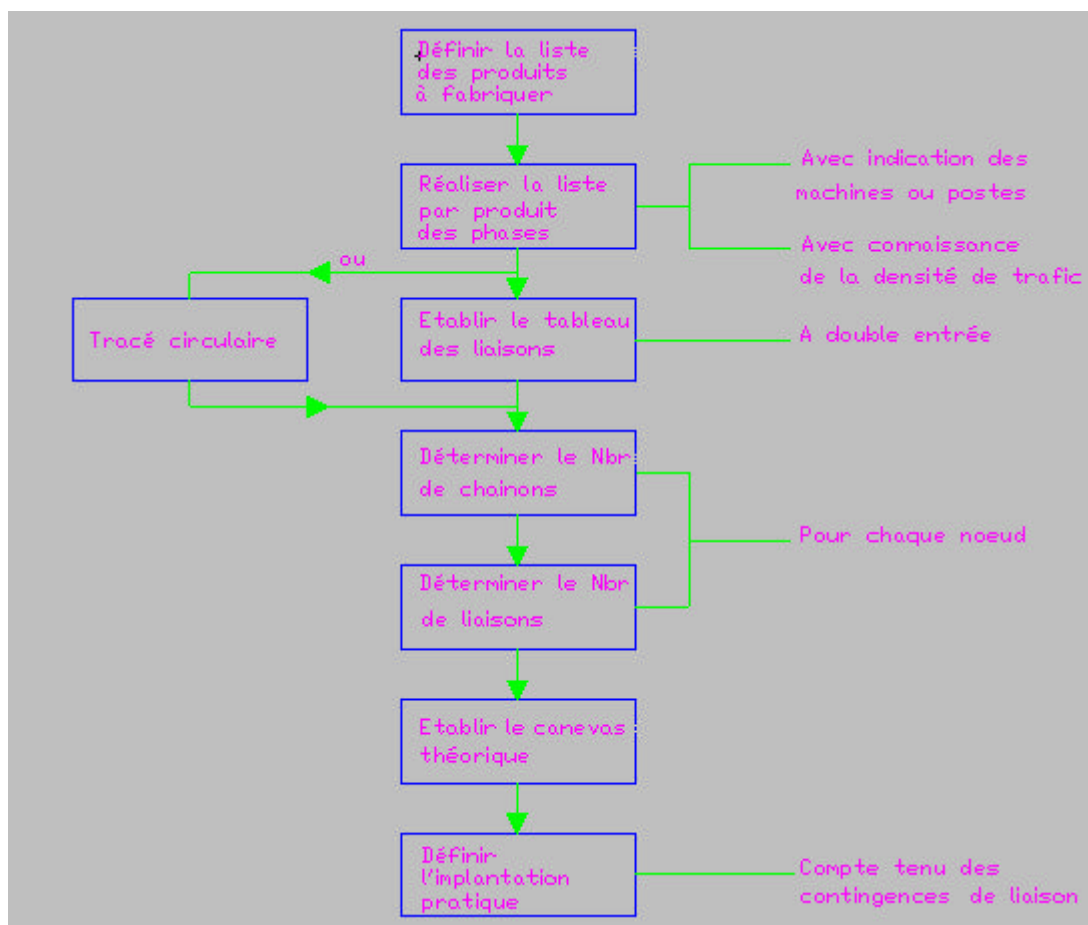 Définir la liste
des produits
à fabriquer
Réaliser la liste
par produit
des phases
Avec indication des
machines ou postes
Avec connaissance
de la densité de trafic
ou
Tracé circulaire
Etablir le tableau
des liaisons
A double entrée
Déterminer le Nbr
de chainons
Pour chaque noeud
Déterminer le Nbr
de liaisons
Etablir le canevas
théorique
Définir
l'implantation
pratique
Compte tenu des
contingences de liaison